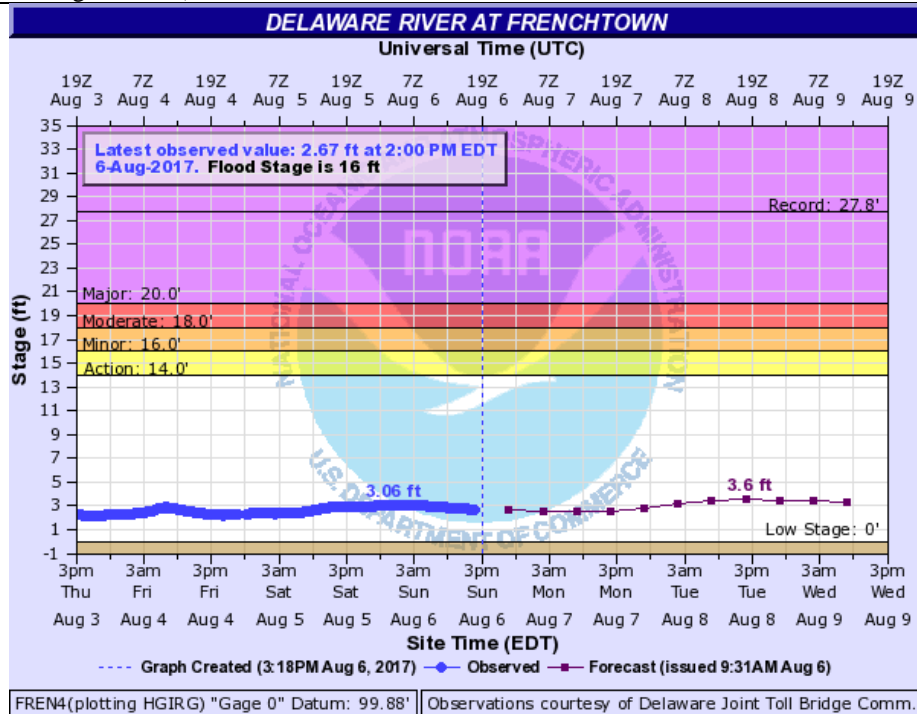 DELAWARE RIVER AT FRENCHTOWN
Universal Time (UTC)
19Z 7Z 19Z 7Z 19Z 7Z 19Z 7Z 19Z 7Z 19Z 7Z 19Z
Aug 3 Aug 4 Aug 4 Aug 5 Aug 5 Aug 6 Aug 6 Aug 7 Aug 7 Aug 8 Aug 8 Aug 9 Aug 9
Latest observed value: 2.67 ft at 2:00 PM EDT
6-Aug-2017. Flood Stage is 16 ft
NATIONAL OCEANIC AND ATMOSPHERIC ADMINISTRATION
NOAA
U.S. DEPARTMENT OF COMMERCE
Stage (ft)
35
33
31
29
27
25
23
21
19
17
15
13
11
9
7
5
3
1
-1
Record: 27.8'
Major: 20.0'
Moderate: 18.0'
Minor: 16.0'
Action: 14.0'
3.06 ft
3.6 ft
Low Stage: 0'
3pm 3am 3pm 3am 3pm 3am 3pm 3am 3pm 3am 3pm 3am 3pm
Thu Fri Fri Sat Sat Sun Sun Mon Mon Tue Tue Wed Wed
Aug 3 Aug 4 Aug 4 Aug 5 Aug 5 Aug 6 Aug 6 Aug 7 Aug 7 Aug 8 Aug 8 Aug 9 Aug 9
Site Time (EDT)
Graph Created (3:18PM Aug 6, 2017) Observed Forecast (issued 9:31AM Aug 6)
FREN4(plotting HGIRG) "Gage 0" Datum: 99.88' Observations courtesy of Delaware Joint Toll Bridge Comm.